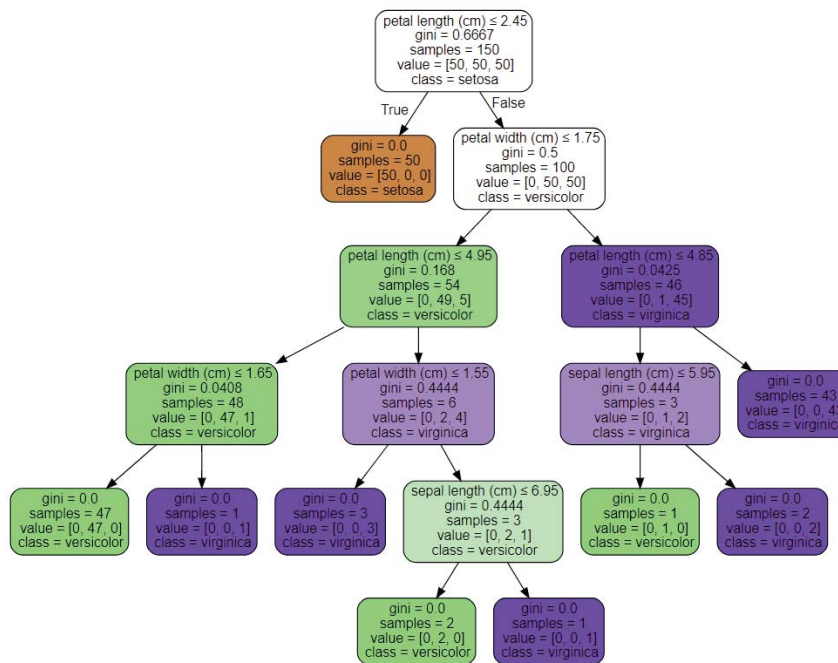 petal length (cm) ≤ 2.45
gini = 0.6667
samples = 150
value = [50, 50, 50]
class = setosa
True
False
gini = 0.0
samples = 50
value = [50, 0, 0]
class = setosa
petal width (cm) ≤ 1.75
gini = 0.5
samples = 100
value = [0, 50, 50]
class = versicolor
petal length (cm) ≤ 4.95
gini = 0.168
samples = 54
value = [0, 49, 5]
class = versicolor
petal length (cm) ≤ 4.85
gini = 0.0425
samples = 46
value = [0, 1, 45]
class = virginica
petal width (cm) ≤ 1.65
gini = 0.0408
samples = 48
value = [0, 47, 1]
class = versicolor
petal width (cm) ≤ 1.55
gini = 0.4444
samples = 6
value = [0, 2, 4]
class = virginica
sepal length (cm) ≤ 5.95
gini = 0.4444
samples = 3
value = [0, 1, 2]
class = virginica
gini = 0.0
samples = 43
value = [0, 0, 43
class = virginica
gini = 0.0
samples = 47
value = [0, 47, 0]
class = versicolor
gini = 0.0
samples = 1
value = [0, 0, 1]
class = virginica
gini = 0.0
samples = 3
value = [0, 0, 3]
class = virginica
sepal length (cm) ≤ 6.95
gini = 0.4444
samples = 3
value = [0, 2, 1]
class = versicolor
gini = 0.0
samples = 1
value = [0, 1, 0]
class = versicolor
gini = 0.0
samples = 2
value = [0, 0, 2]
class = virginica
gini = 0.0
samples = 2
value = [0, 2, 0]
class = versicolor
gini = 0.0
samples = 1
value = [0, 0, 1]
class = virginica